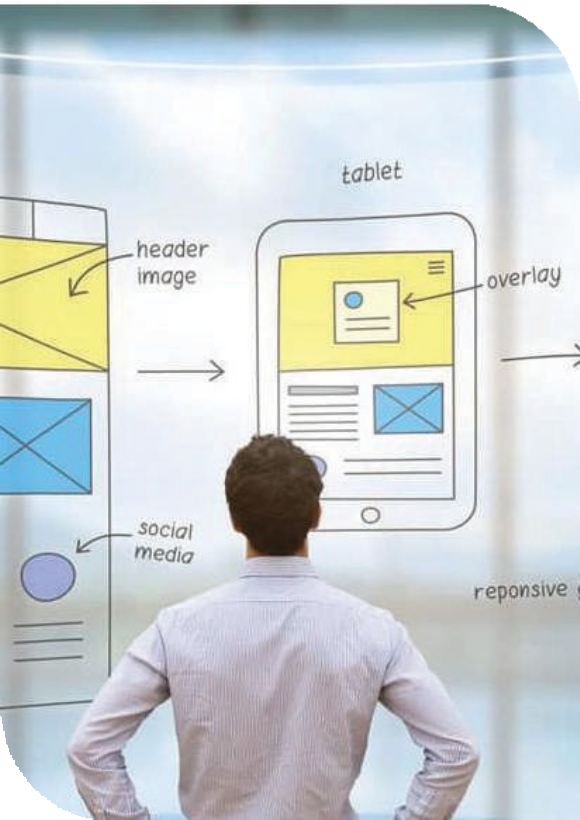 tablet
header
image
overlay
social
media
reponsive